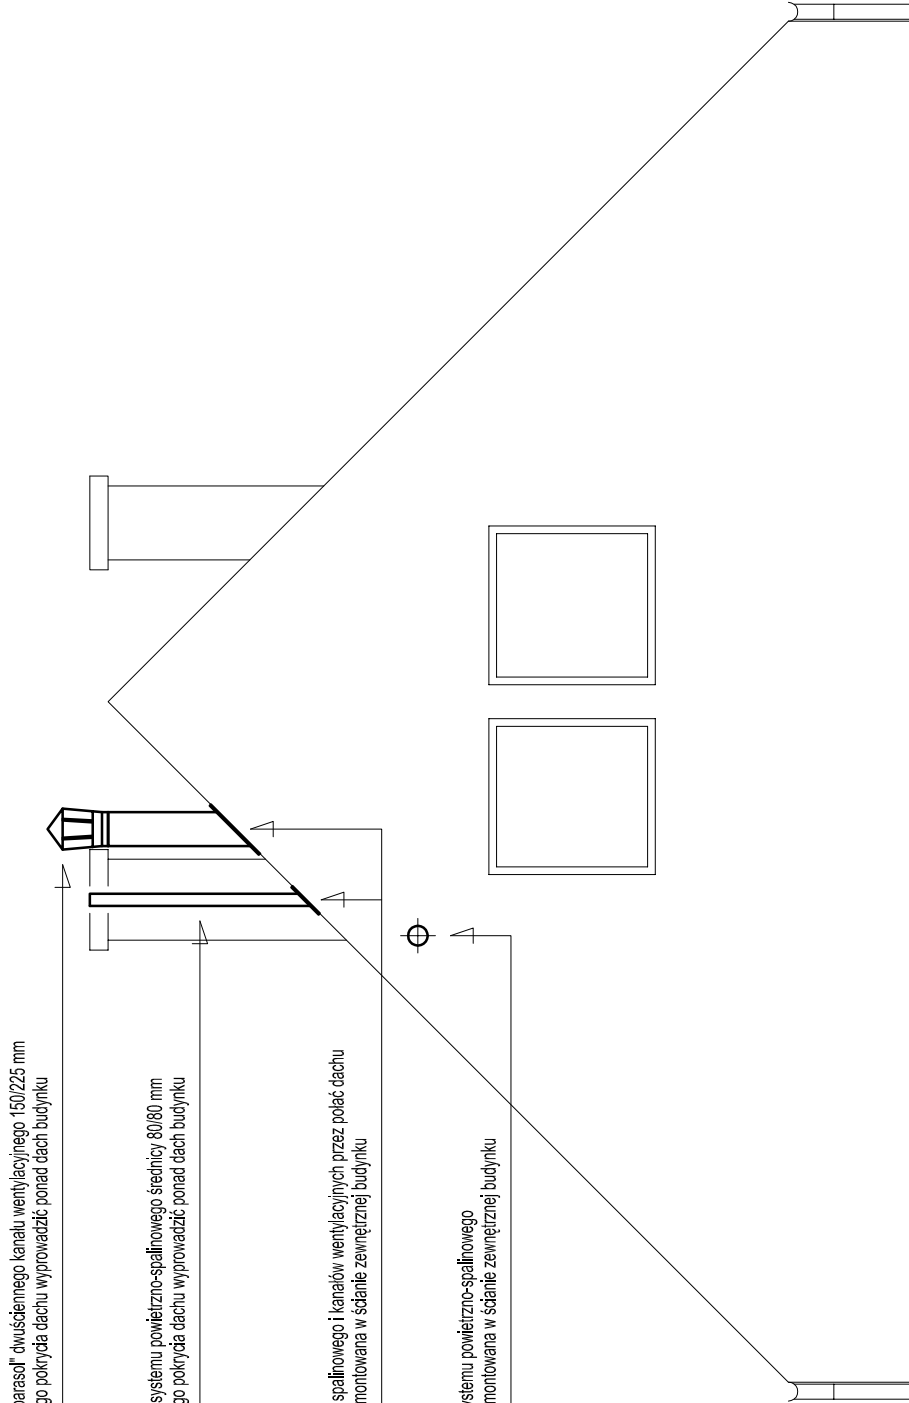 parasol" dwuściennego kanału wentylacyjnego 150/225 mm
go pokrycia dachu wyprowadzić ponad dach budynku
systemu powietrzno-spalinowego średnicy 80/80 mm
go pokrycia dachu wyprowadzić ponad dach budynku
spalinowego i kanałów wentylacyjnych przez połać dachu
montowana w ścianie zewnętrznej budynku
ystemu powietrzno-spalinowego
montowana w ścianie zewnętrznej budynku